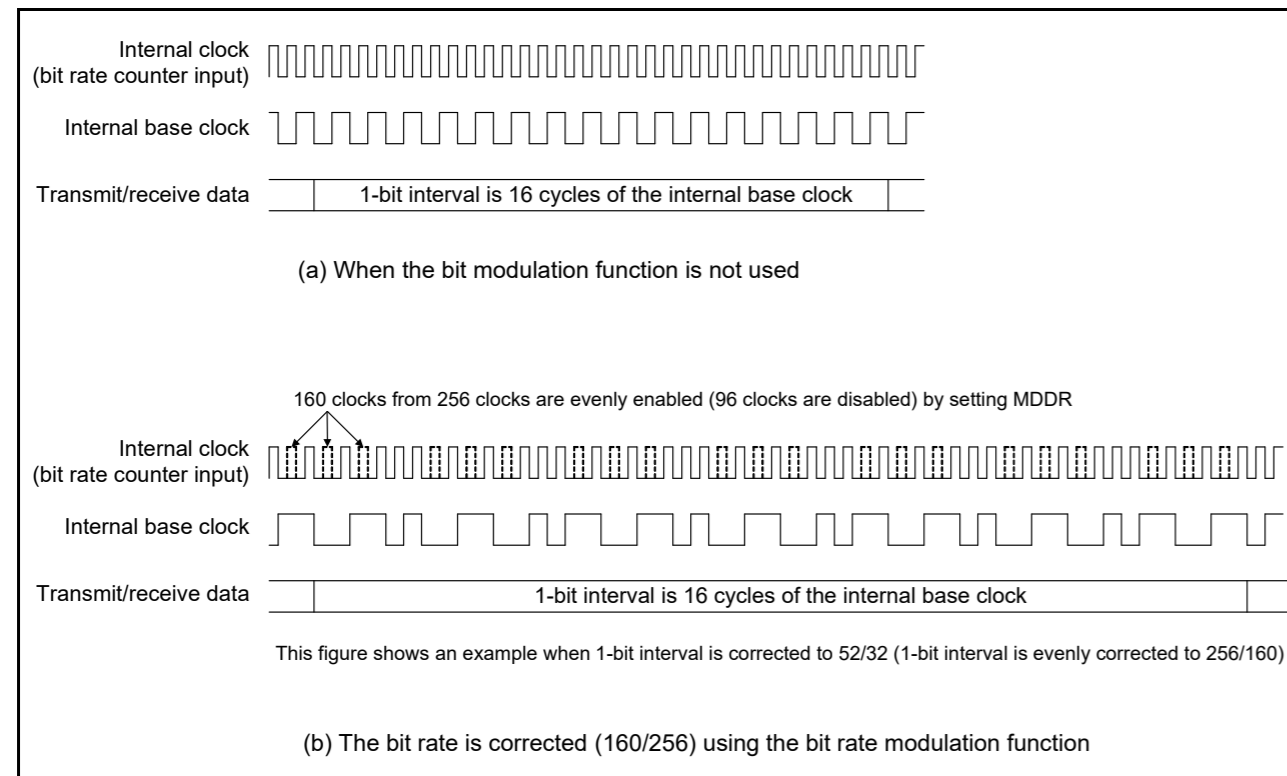 Internal clock
(bit rate counter input)
Internal base clock
Transmit/receive data
1-bit interval is 16 cycles of the internal base clock
(a) When the bit modulation function is not used
160 clocks from 256 clocks are evenly enabled (96 clocks are disabled) by setting MDDR
Internal clock
(bit rate counter input)
Internal base clock
Transmit/receive data
1-bit interval is 16 cycles of the internal base clock
This figure shows an example when 1-bit interval is corrected to 52/32 (1-bit interval is evenly corrected to 256/160)
(b) The bit rate is corrected (160/256) using the bit rate modulation function